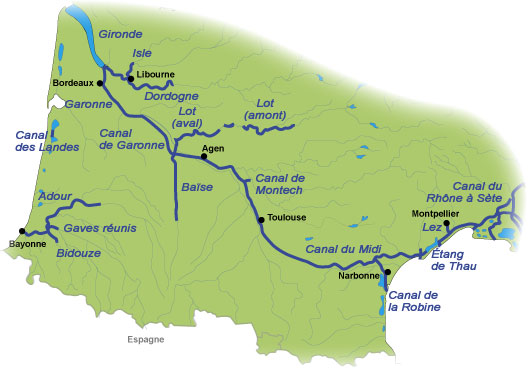 Gironde
Isle
Libourne
Bordeaux
Dordogne
Garonne
Lot
(aval)
Lot
(amont)
Canal
des Landes
Canal
de Garonne
Agen
Canal de
Montech
Baïse
Adour
Canal du
Rhône à Sète
Montpellier
Toulouse
Gaves réunis
Lez
Bayonne
Bidouze
Canal du Midi
Étang
de Thau
Narbonne
Canal de
la Robine
Espagne